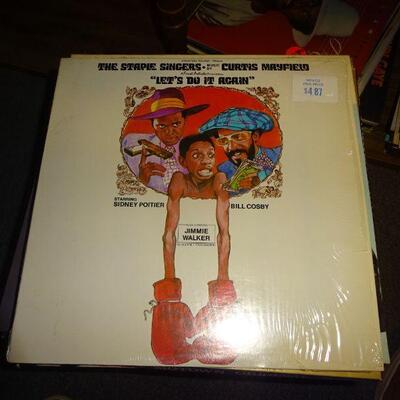 THE STAPLE SINGERS
CURTIS MAYFIELD
"LET'S DO IT AGAIN"
$4.87
STARRING
SIDNEY POITIER
BILL COSBY
JIMMIE
WALKER